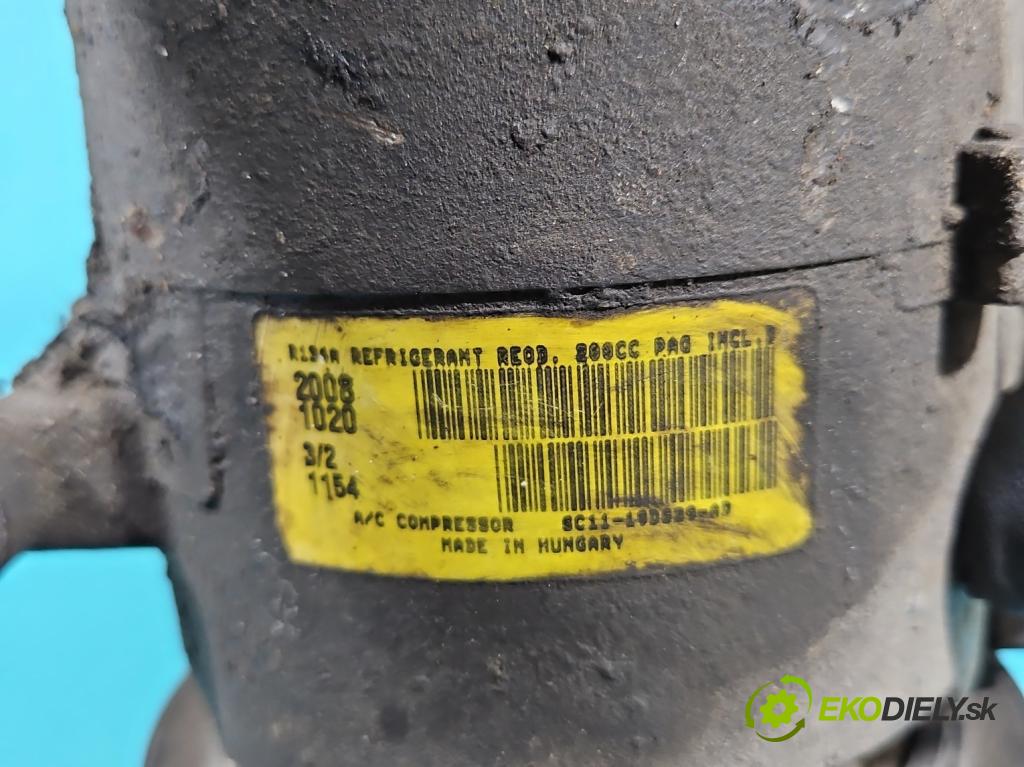 R134A REFRIGERANT REQD. 200CC PAG INCL.
2008
1020
3/2
1154
A/C COMPRESSOR
MADE IN HUNGARY
EKODIELY.sk